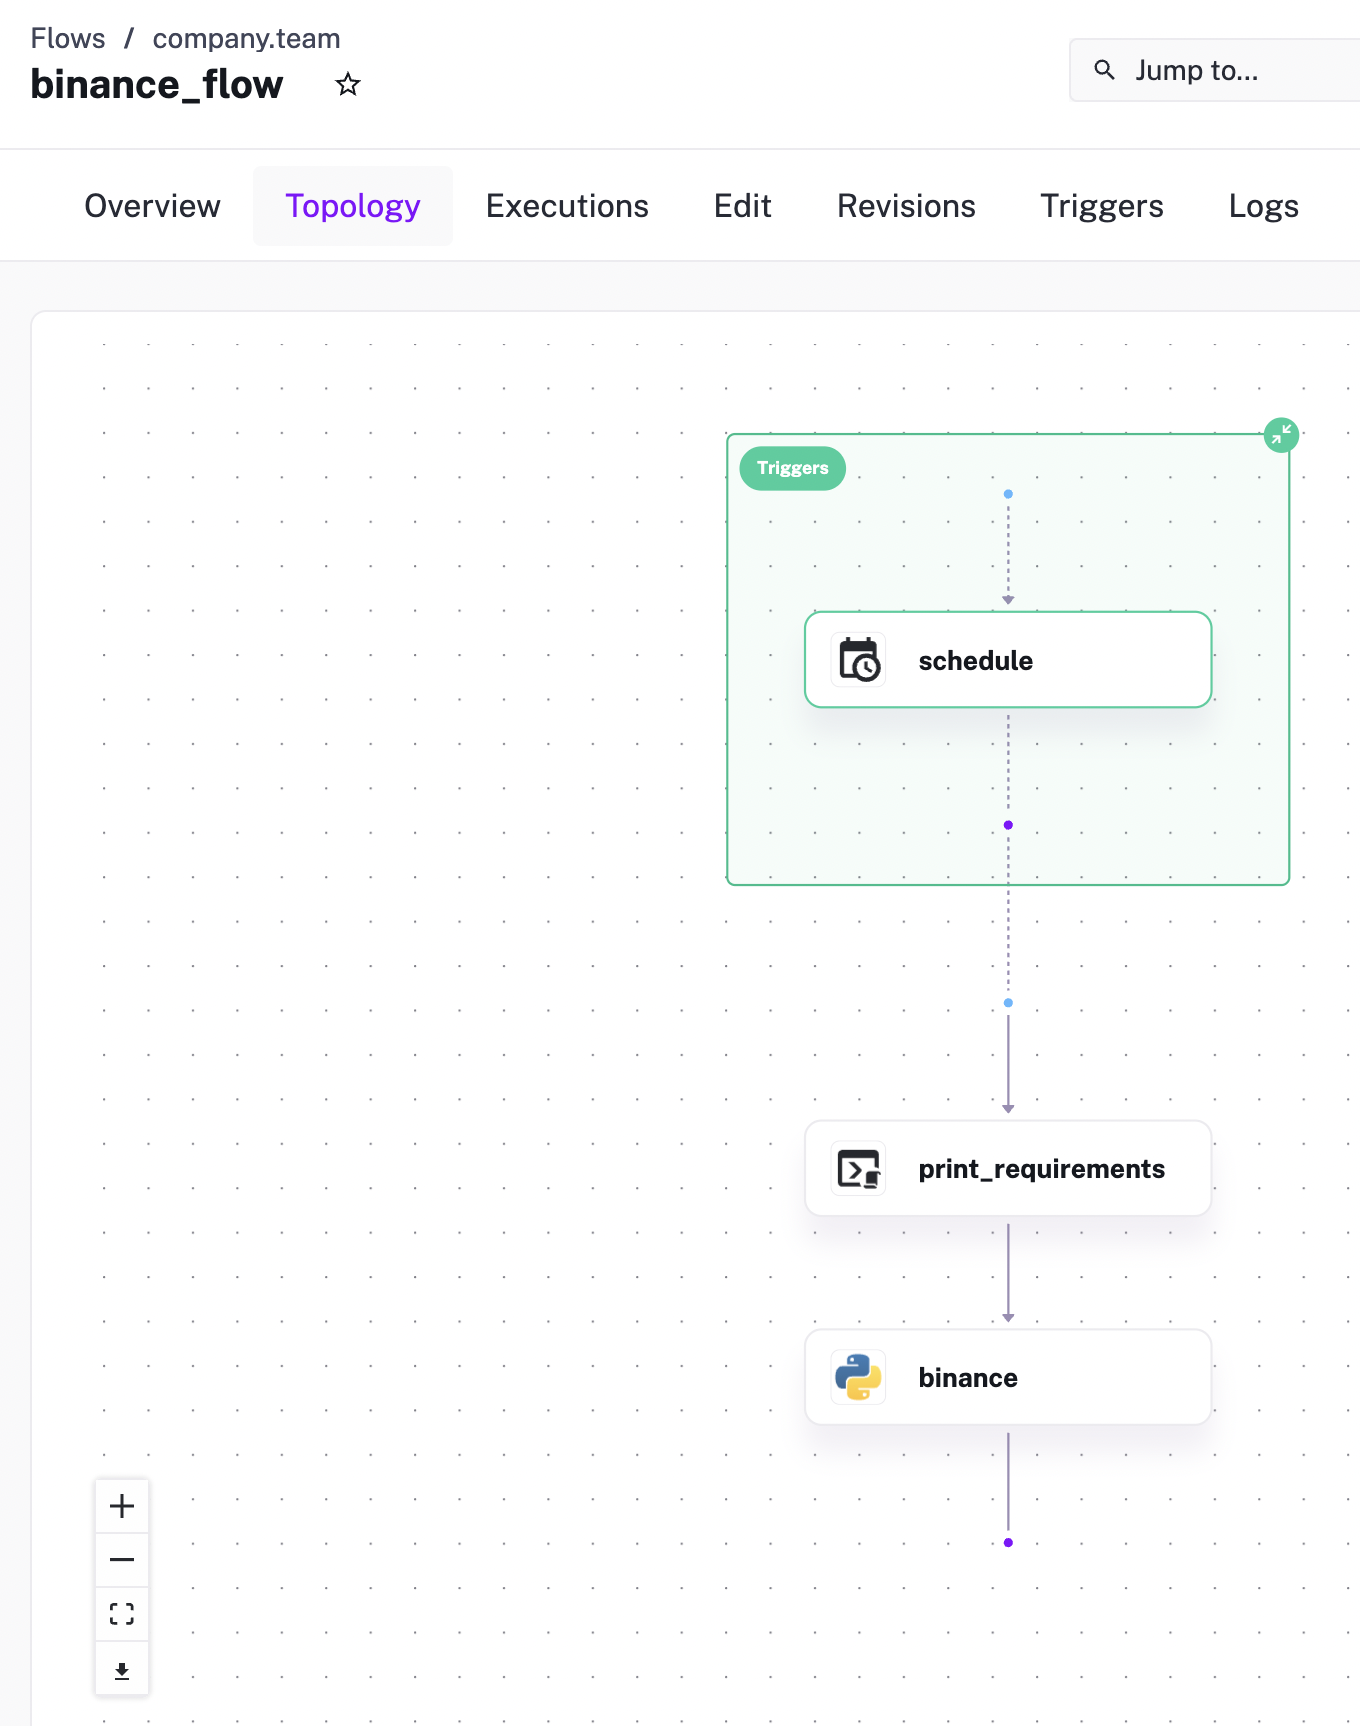 Flows / company.team
binance_flow
Jump to...
Overview Topology Executions Edit Revisions Triggers Logs
Triggers
schedule
print_requirements
binance